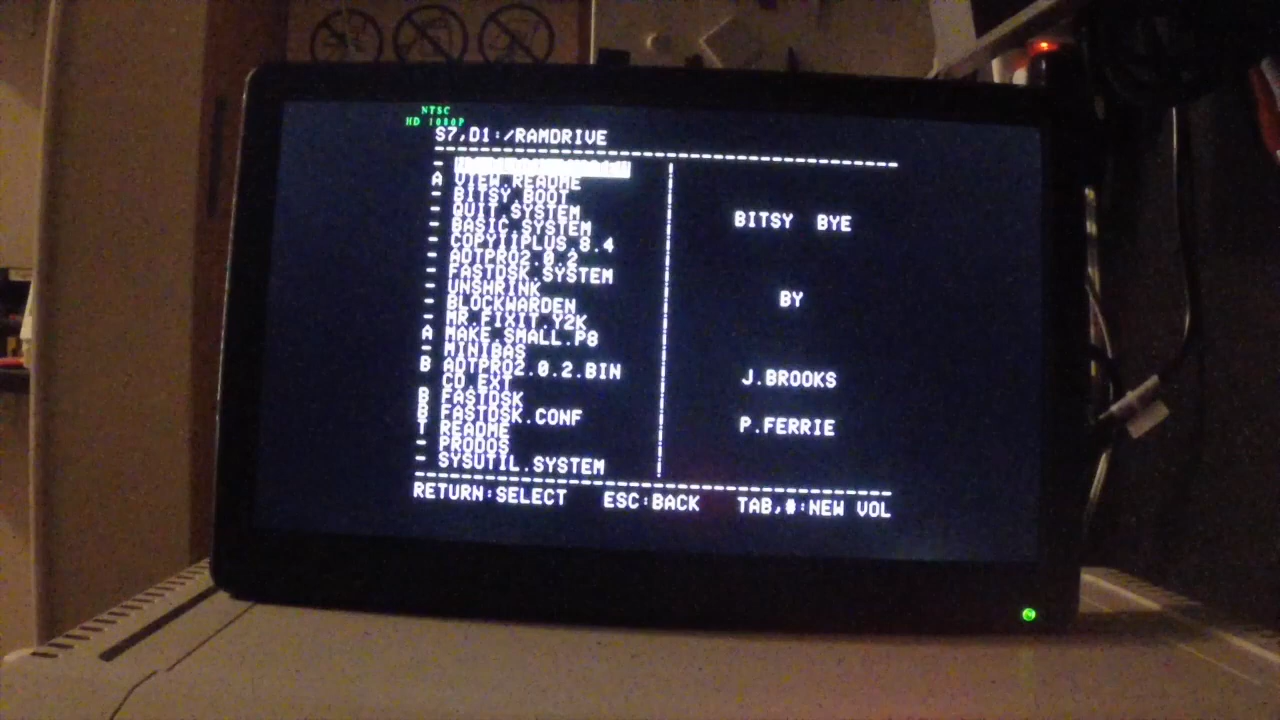 NTSC
HD 1080P
S7,D1:/RAMDRIVE
-
A VIEW.README
- BITSY.BOOT
- QUIT.SYSTEM
- BASIC.SYSTEM
- COPYIIPLUS.8.4
- ADTPRO2.0.2
- FASTDSK.SYSTEM
- UNSHRINK
- BLOCKWARDEN
- MR.FIXIT.Y2K
A MAKE.SMALL.P8
- MINIBAS
B ADTPRO2.0.2.BIN
CD.EXT
B FASTDSK
B FASTDSK.CONF
T README
- PRODOS
- SYSUTIL.SYSTEM
BITSY BYE
BY
J.BROOKS
P.FERRIE
RETURN:SELECT ESC:BACK TAB,#:NEW VOL